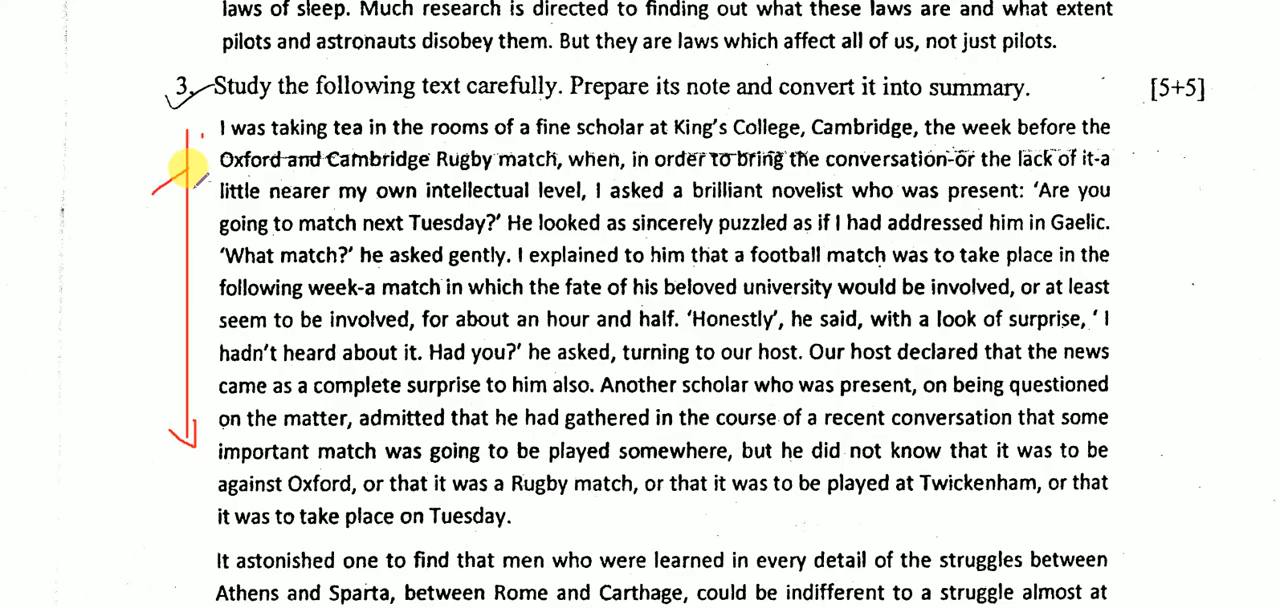 laws of sleep. Much research is directed to finding out what these laws are and what extent
pilots and astronauts disobey them. But they are laws which affect all of us, not just pilots.
3. Study the following text carefully. Prepare its note and convert it into summary. [5+5]
I was taking tea in the rooms of a fine scholar at King's College, Cambridge, the week before the
Oxford and Cambridge Rugby match, when, in order to bring the conversation-or the lack of it-a
little nearer my own intellectual level, I asked a brilliant novelist who was present: 'Are you
going to match next Tuesday?' He looked as sincerely puzzled as if I had addressed him in Gaelic.
'What match?' he asked gently. I explained to him that a football match was to take place in the
following week-a match in which the fate of his beloved university would be involved, or at least
seem to be involved, for about an hour and half. 'Honestly', he said, with a look of surprise, ' I
hadn't heard about it. Had you?' he asked, turning to our host. Our host declared that the news
came as a complete surprise to him also. Another scholar who was present, on being questioned
on the matter, admitted that he had gathered in the course of a recent conversation that some
important match was going to be played somewhere, but he did not know that it was to be
against Oxford, or that it was a Rugby match, or that it was to be played at Twickenham, or that
it was to take place on Tuesday.
It astonished one to find that men who were learned in every detail of the struggles between
Athens and Sparta, between Rome and Carthage, could be indifferent to a struggle almost at